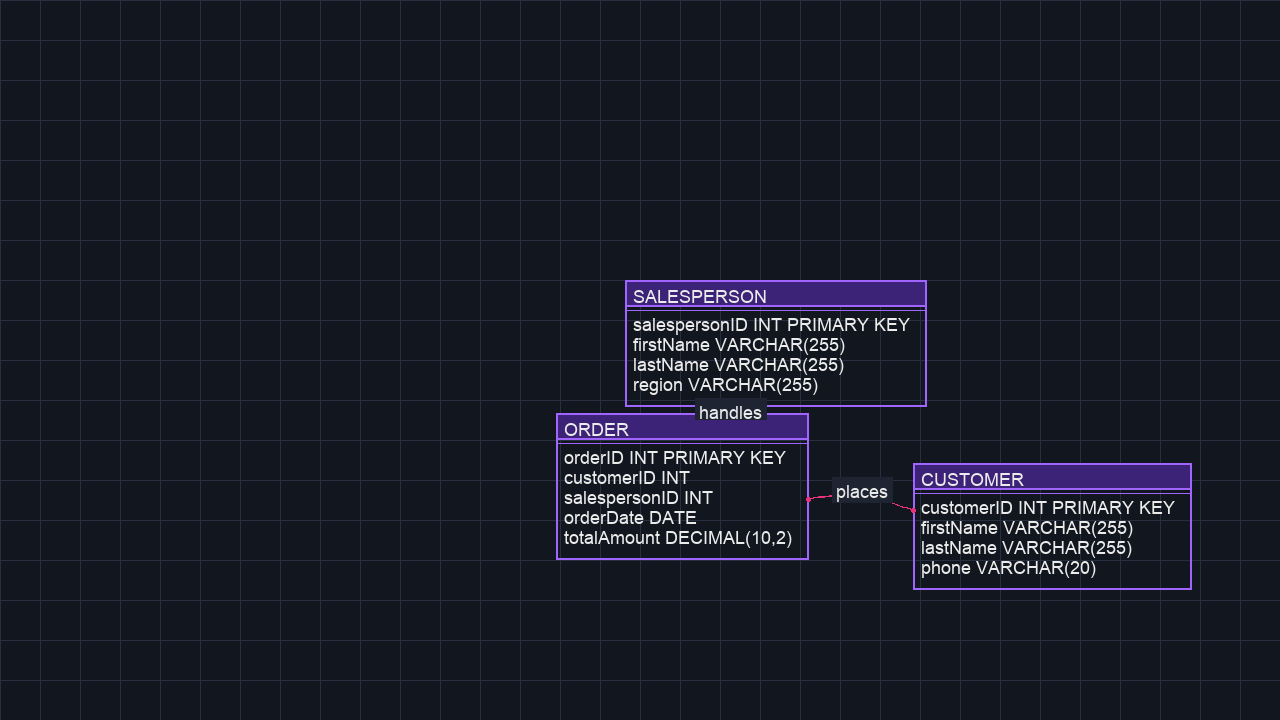 SALESPERSON
salespersonID INT PRIMARY KEY
firstName VARCHAR(255)
lastName VARCHAR(255)
region VARCHAR(255)
handles
ORDER
orderID INT PRIMARY KEY
customerID INT
salespersonID INT
orderDate DATE
totalAmount DECIMAL(10,2)
places
CUSTOMER
customerID INT PRIMARY KEY
firstName VARCHAR(255)
lastName VARCHAR(255)
phone VARCHAR(20)